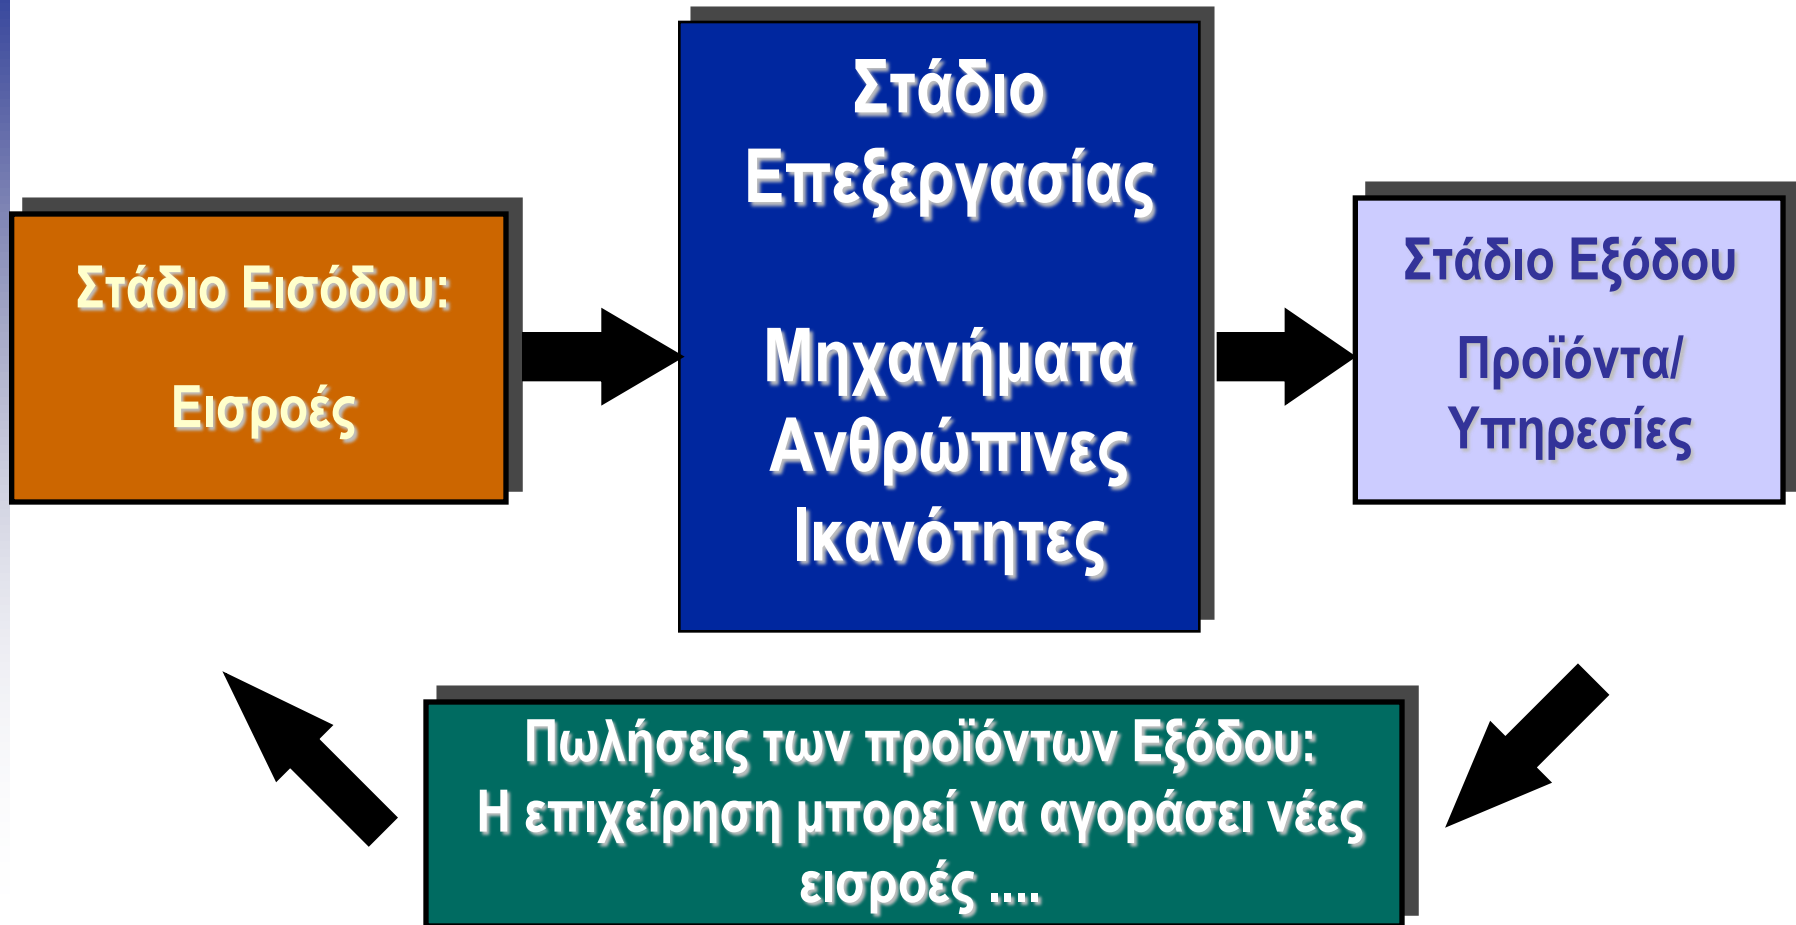 Στάδιο Εισόδου:
Εισροές
Στάδιο
Επεξεργασίας
Μηχανήματα
Ανθρώπινες
Ικανότητες
Στάδιο Εξόδου
Προϊόντα/
Υπηρεσίες
Πωλήσεις των προϊόντων Εξόδου:
Η επιχείρηση μπορεί να αγοράσει νέες
εισροές ....